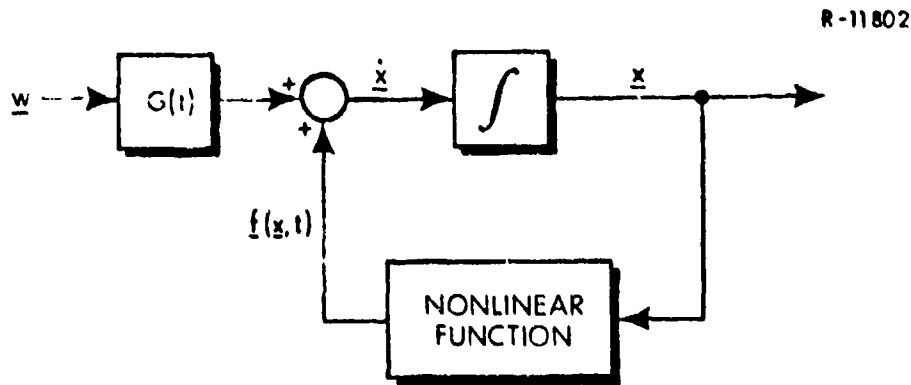 R-11802
w
G(t)
+
+
ẋ
∫
x
f(x,t)
NONLINEAR
FUNCTION